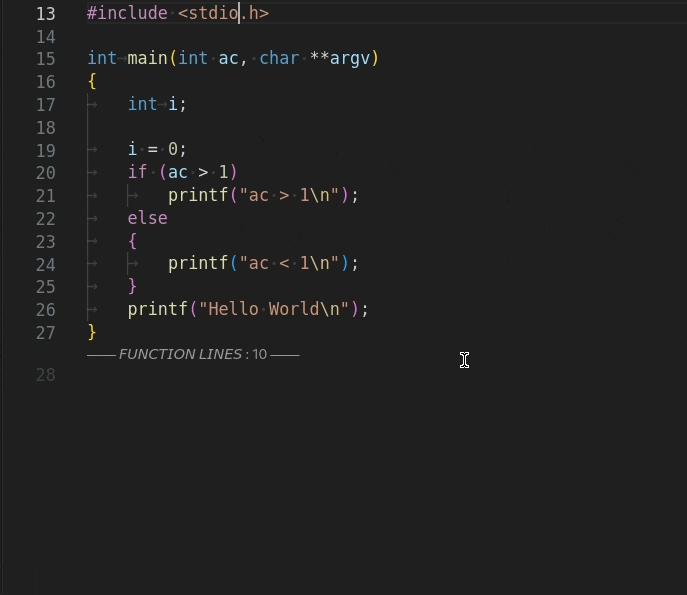 13 #include <stdio.h>
14
15 int main(int ac, char **argv)
16 {
17 int i;
18
19 i = 0;
20 if (ac > 1)
21 printf("ac > 1\n");
22 else
23 {
24 printf("ac < 1\n");
25 }
26 printf("Hello World\n");
27 }
—— FUNCTION LINES : 10 ——
28